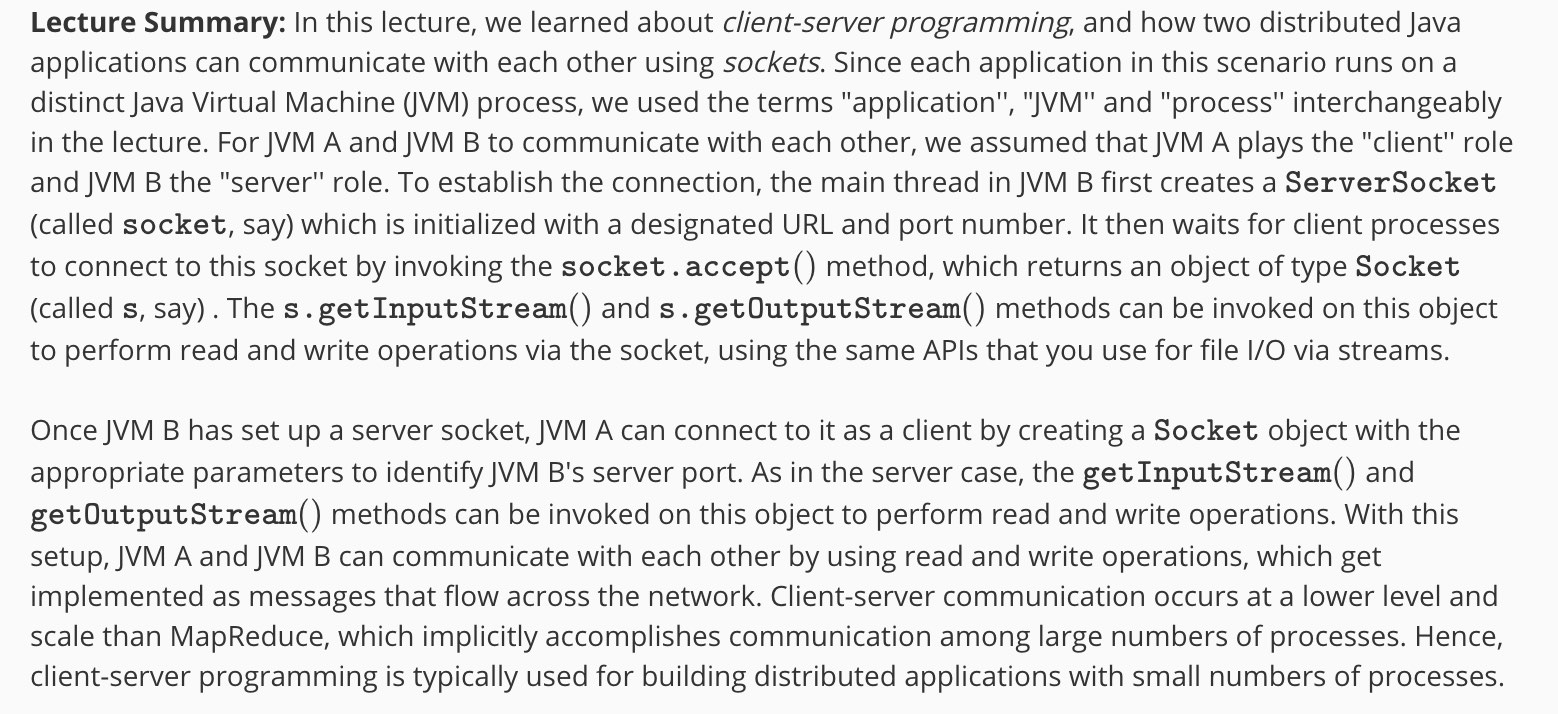 Lecture Summary: In this lecture, we learned about client-server programming, and how two distributed Java
applications can communicate with each other using sockets. Since each application in this scenario runs on a
distinct Java Virtual Machine (JVM) process, we used the terms "application'', "JVM'' and "process'' interchangeably
in the lecture. For JVM A and JVM B to communicate with each other, we assumed that JVM A plays the "client'' role
and JVM B the "server'' role. To establish the connection, the main thread in JVM B first creates a ServerSocket
(called socket, say) which is initialized with a designated URL and port number. It then waits for client processes
to connect to this socket by invoking the socket.accept() method, which returns an object of type Socket
(called s, say) . The s.getInputStream() and s.getOutputStream() methods can be invoked on this object
to perform read and write operations via the socket, using the same APIs that you use for file I/O via streams.
Once JVM B has set up a server socket, JVM A can connect to it as a client by creating a Socket object with the
appropriate parameters to identify JVM B's server port. As in the server case, the getInputStream() and
getOutputStream() methods can be invoked on this object to perform read and write operations. With this
setup, JVM A and JVM B can communicate with each other by using read and write operations, which get
implemented as messages that flow across the network. Client-server communication occurs at a lower level and
scale than MapReduce, which implicitly accomplishes communication among large numbers of processes. Hence,
client-server programming is typically used for building distributed applications with small numbers of processes.